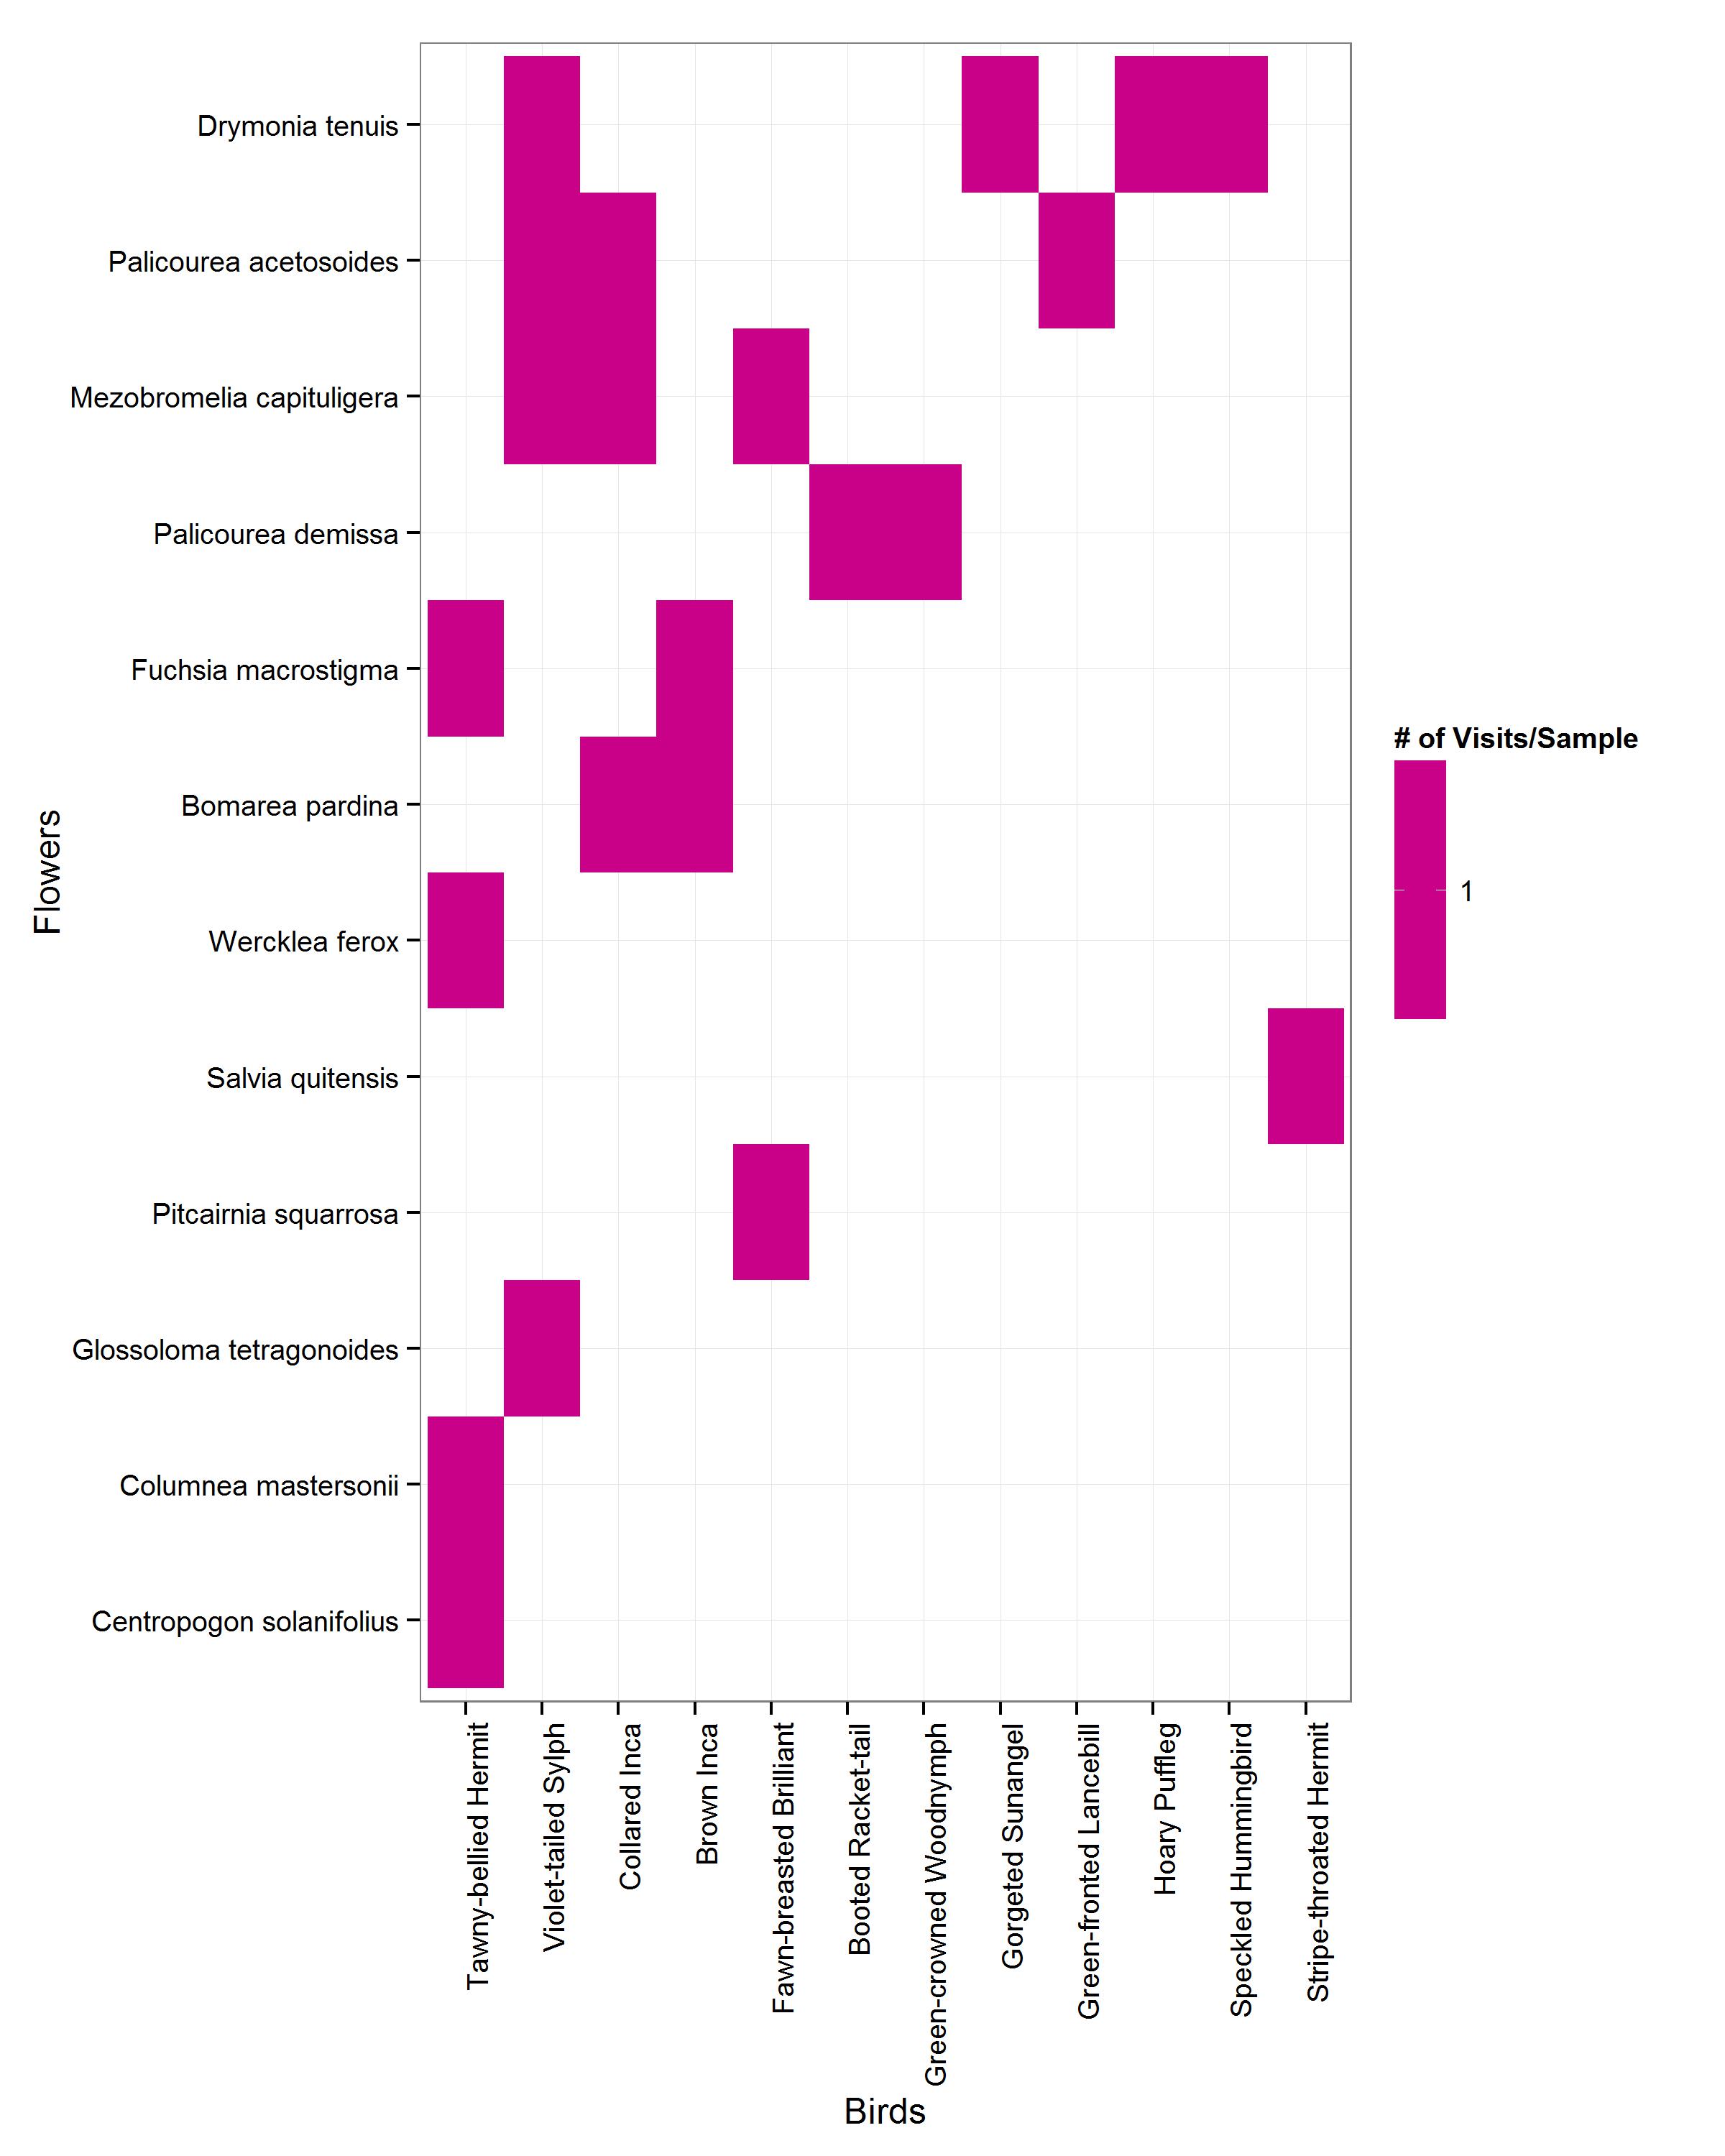 Drymonia tenuis
Palicourea acetosoides
Mezobromelia capituligera
Palicourea demissa
Fuchsia macrostigma
Bomarea pardina
Wercklea ferox
Salvia quitensis
Pitcairnia squarrosa
Glossoloma tetragonoides
Columnea mastersonii
Centropogon solanifolius
Flowers
# of Visits/Sample
1
Tawny-bellied Hermit
Violet-tailed Sylph
Collared Inca
Brown Inca
Fawn-breasted Brilliant
Booted Racket-tail
Green-crowned Woodnymph
Gorgeted Sunangel
Green-fronted Lancebill
Hoary Puffleg
Speckled Hummingbird
Stripe-throated Hermit
Birds